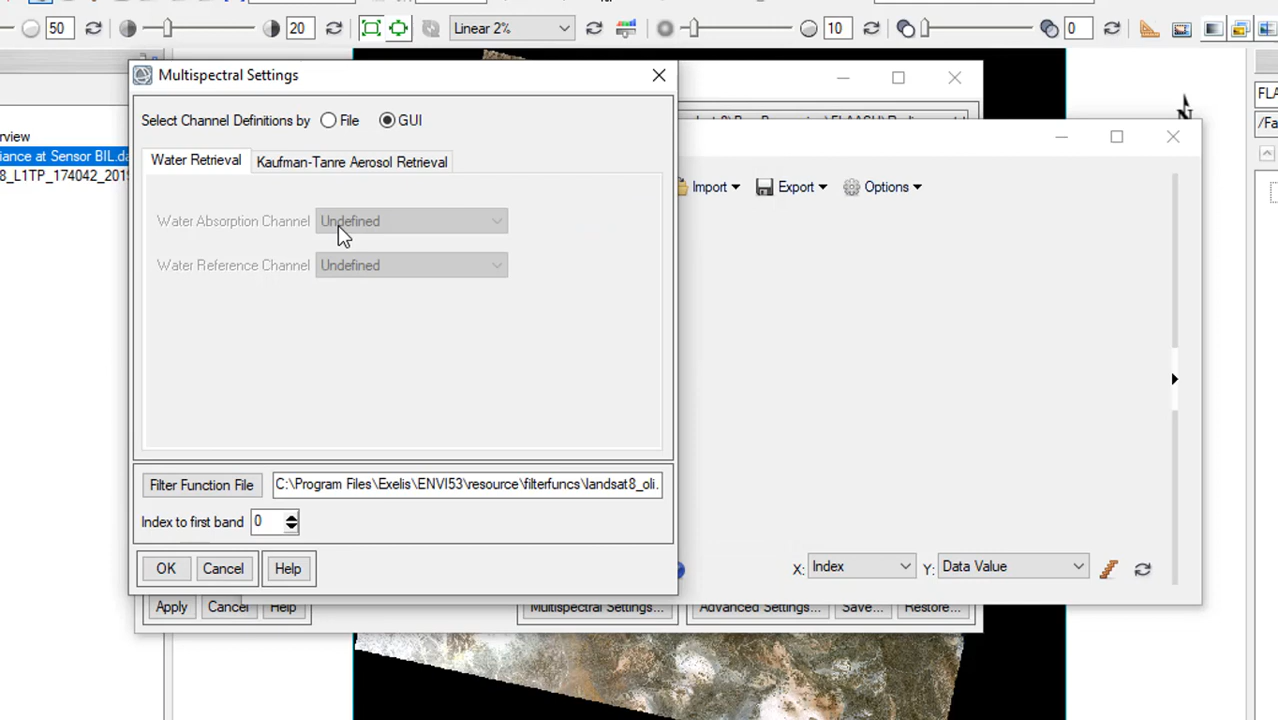 50
20
Linear 2%
10
0
Multispectral Settings
Select Channel Definitions by File GUI
FLA
/Fa
rview
iance at Sensor BIL.da
8_L1TP_174042_2019
Water Retrieval
Kaufman-Tanre Aerosol Retrieval
Import
Export
Options
Water Absorption Channel Undefined
Water Reference Channel Undefined
Filter Function File C:\Program Files\Exelis\ENVI53\resource\filterfuncs\landsat8_oli.
Index to first band 0
OK Cancel Help
X: Index Y: Data Value
Apply Cancel Help Multispectral Settings... Advanced Settings... Save... Restore...